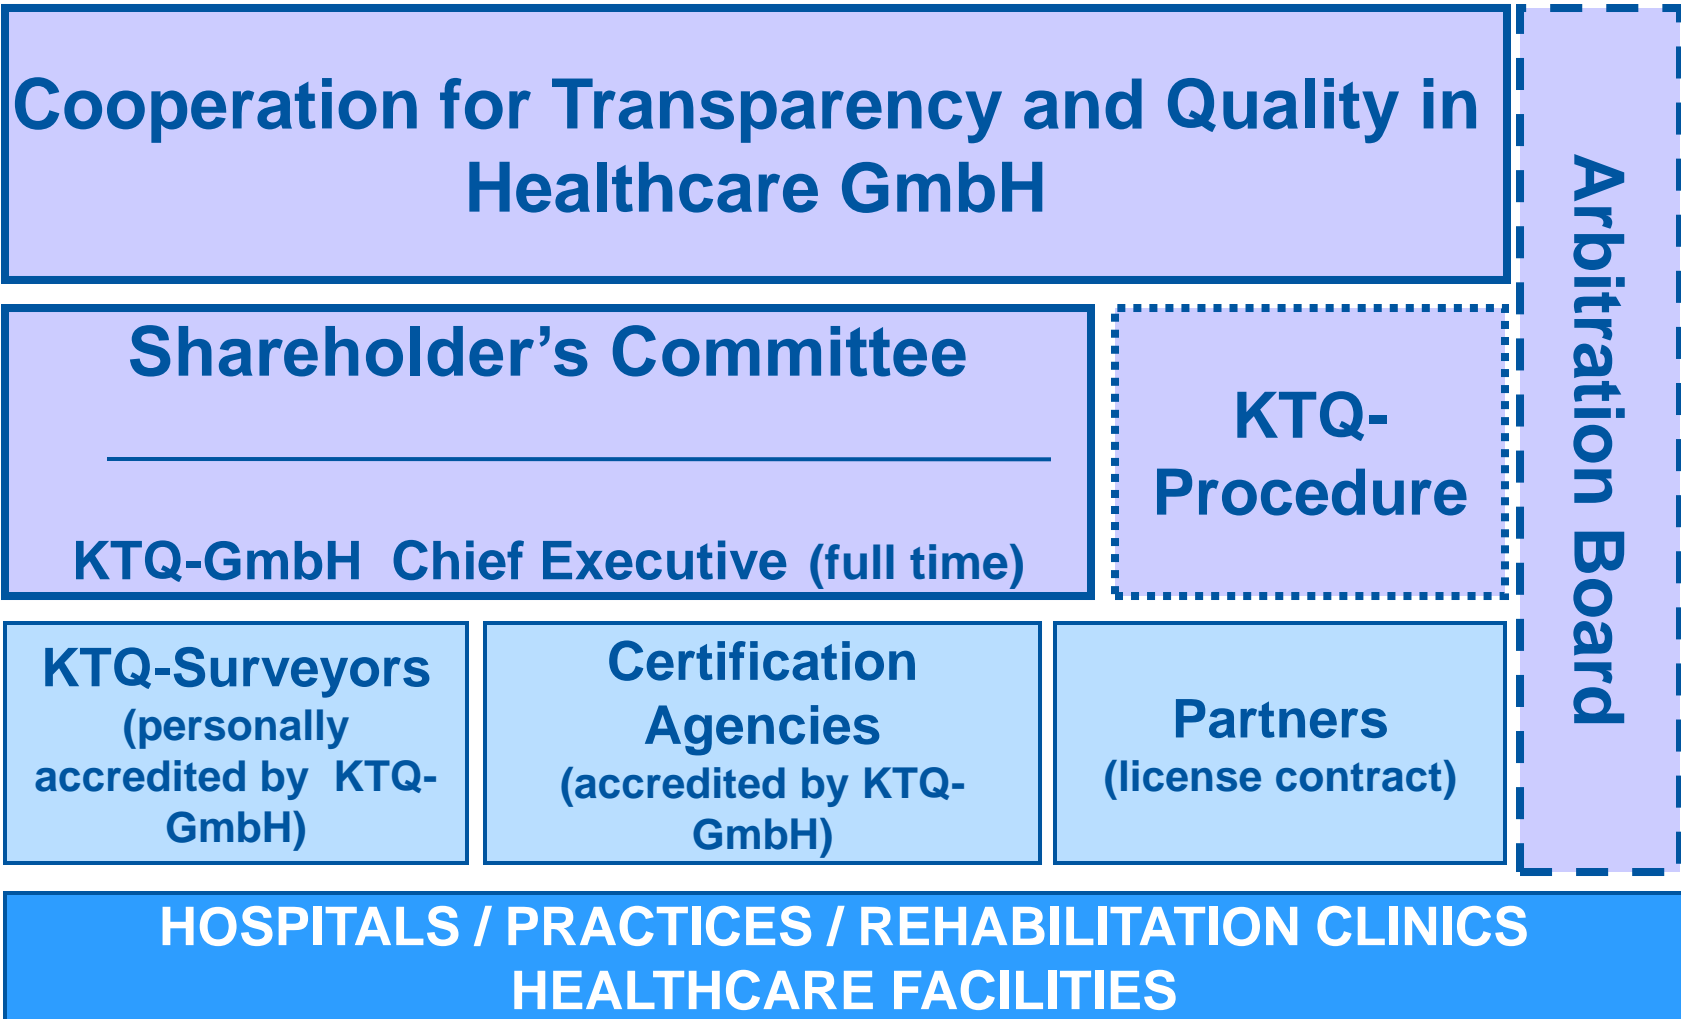 Cooperation for Transparency and Quality in
Healthcare GmbH
Arbitration Board
Shareholder’s Committee
KTQ-GmbH Chief Executive (full time)
KTQ-
Procedure
KTQ-Surveyors
(personally
accredited by KTQ-
GmbH)
Certification
Agencies
(accredited by KTQ-
GmbH)
Partners
(license contract)
HOSPITALS / PRACTICES / REHABILITATION CLINICS
HEALTHCARE FACILITIES